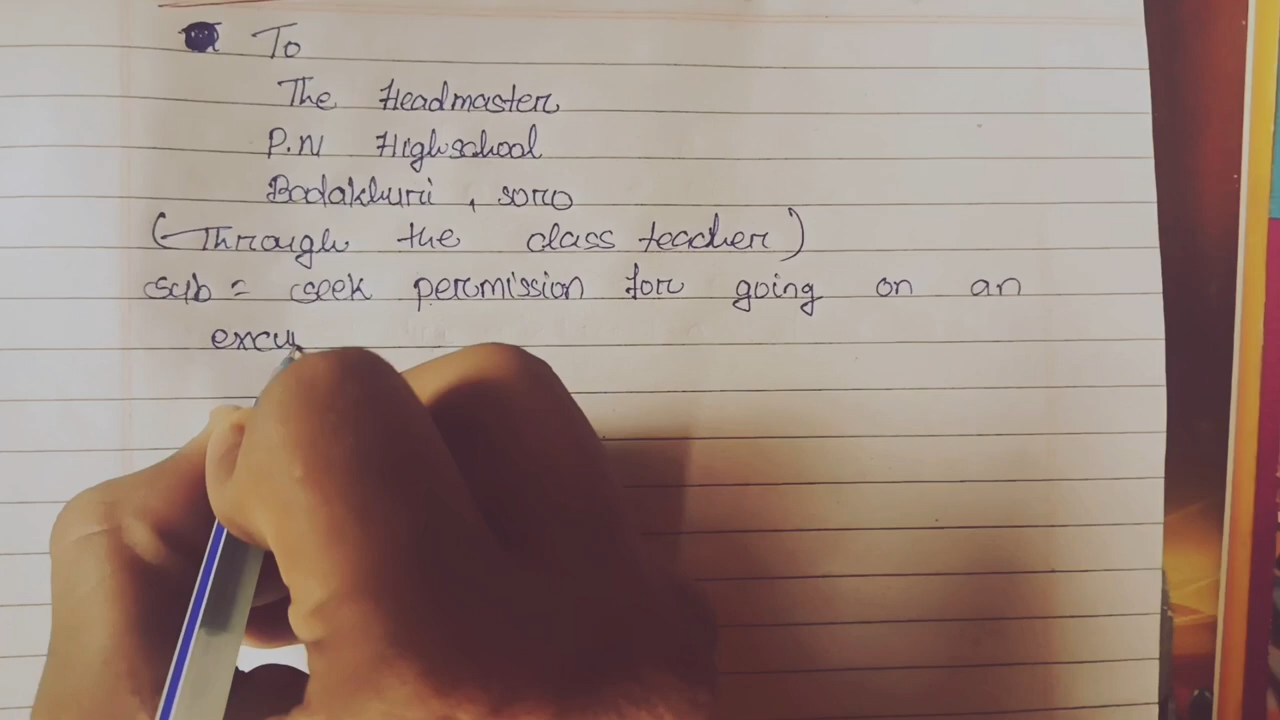 To
The Headmaster
P.N Highschool
Badakhuri, soro
(Through the class teacher)
sub = seek permission for going on an
excu